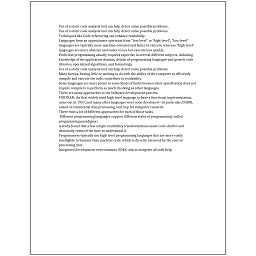 Use of a static code analysis tool can help detect some possible problems.
Use of a static code analysis tool can help detect some possible problems.
Techniques like Code refactoring can enhance readability.
Languages form an approximate spectrum from "low-level" to "high-level"; "low-level"
languages are typically more machine-oriented and faster to execute, whereas "high-level"
languages are more abstract and easier to use but execute less quickly.
Proficient programming usually requires expertise in several different subjects, including
knowledge of the application domain, details of programming languages and generic code
libraries, specialized algorithms, and formal logic.
Use of a static code analysis tool can help detect some possible problems.
Many factors, having little or nothing to do with the ability of the computer to efficiently
compile and execute the code, contribute to readability.
Some languages are more prone to some kinds of faults because their specification does not
require compilers to perform as much checking as other languages.
There are many approaches to the Software development process.
FORTRAN, the first widely used high-level language to have a functional implementation,
came out in 1957, and many other languages were soon developed—in particular, COBOL
aimed at commercial data processing, and Lisp for computer research.
There exist a lot of different approaches for each of those tasks.
Different programming languages support different styles of programming (called
programming paradigms).
A study found that a few simple readability transformations made code shorter and
drastically reduced the time to understand it.
Programmers typically use high-level programming languages that are more easily
intelligible to humans than machine code, which is directly executed by the central
processing unit.
Integrated development environments (IDEs) aim to integrate all such help.